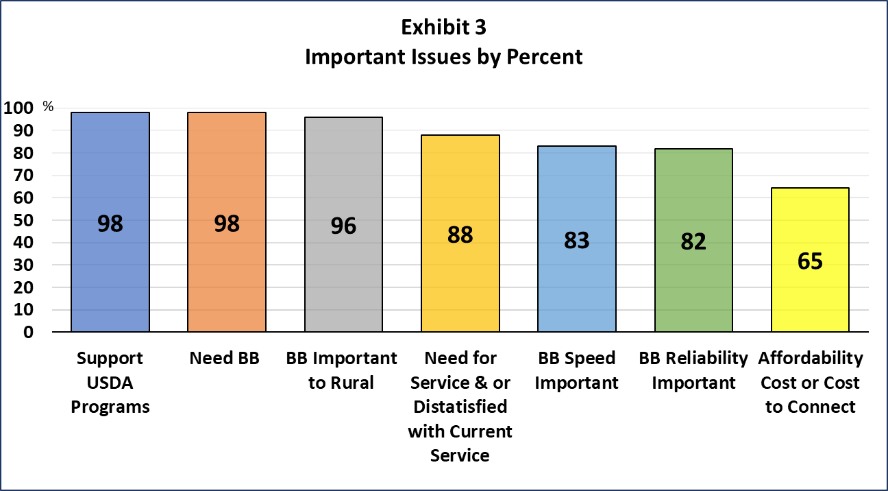 Exhibit 3
Important Issues by Percent
100 %
90
80
70
60
50
40
30
20
10
0
98
98
96
88
83
82
65
Support
USDA
Programs
Need BB
BB Important
to Rural
Need for
Service & or
Distatisfied
with Current
Service
BB Speed
Important
BB Reliability
Important
Affordability
Cost or Cost
to Connect